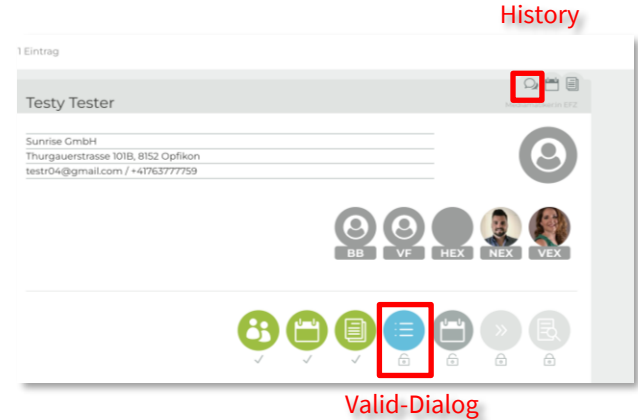 History
1 Eintrag
Testy Tester
Sunrise GmbH
Thurgauerstrasse 101B, 8152 Opfikon
testr04@gmail.com / +41763777759
BB VF HEX NEX VEX
Valid-Dialog